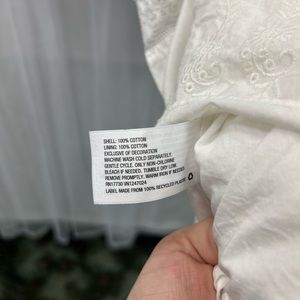 SHELL: 100% COTTON
LINING: 100% COTTON
EXCLUSIVE OF DECORATION
MACHINE WASH COLD SEPARATELY,
GENTLE CYCLE. ONLY NON-CHLORINE
BLEACH IF NEEDED. TUMBLE DRY LOW.
REMOVE PROMPTLY. WARM IRON IF NEEDED.
RN17730 VN1247024
LABEL MADE FROM 100% RECYCLED PLASTIC